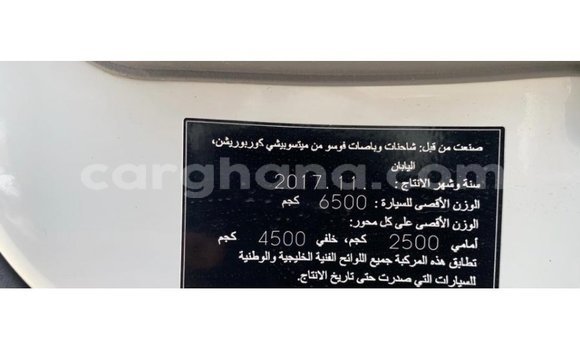 صنعت من قبل: شاحنات وباصات فوسو من ميتسوبيشي كوربوريشن،
اليابان
سنة وشهر الانتاج : 2017.11.
الوزن الأقصى للسيارة : 6500 كجم
الوزن الأقصى على كل محور:
أمامي 2500 كجم، خلفي 4500 كجم
تطابق هذه المركبة جميع اللوائح الفنية الخليجية والوطنية
للسيارات التي صدرت حتى تاريخ الانتاج.
carghana.com